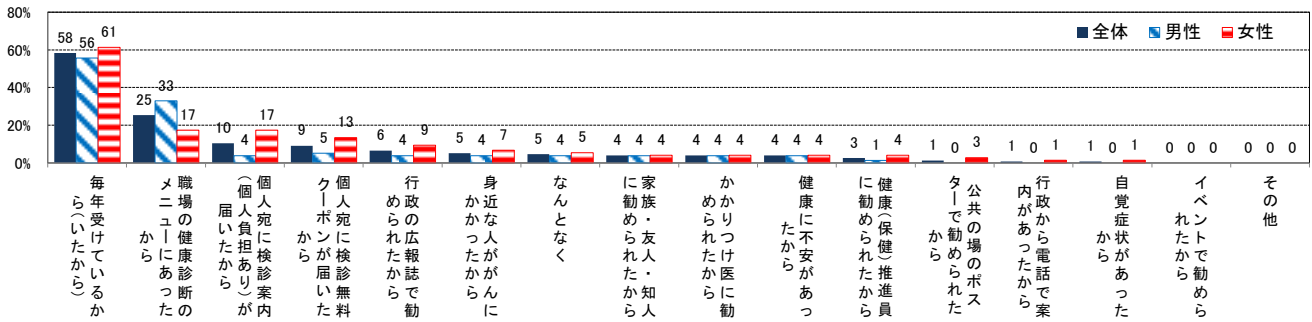 80%
60%
40%
20%
0%
全体 男性 女性
58 56 61
25 33 17
10 4 17
9 5 13
6 4 9
5 4 7
5 4 5
4 4 4
4 4 4
4 4 4
3 1 4
1 0 3
1 0 1
1 0 1
0 0 0
0 0 0
毎年受けているか
ら(いたから)
職場の健康診断の
メニューにあった
から
個人宛に検診案内
(個人負担あり)が
届いたから
個人宛に検診無料
クーポンが届いた
から
行政の広報誌で勧
められたから
身近な人ががんに
かかったから
なんとなく
家族・友人・知人
に勧められたから
かかりつけ医に勧
められたから
健康に不安があっ
たから
健康(保健)推進員
に勧められたから
公共の場のポス
ターで勧められた
から
行政から電話で案
内があったから
自覚症状があった
から
イベントで勧めら
れたから
その他